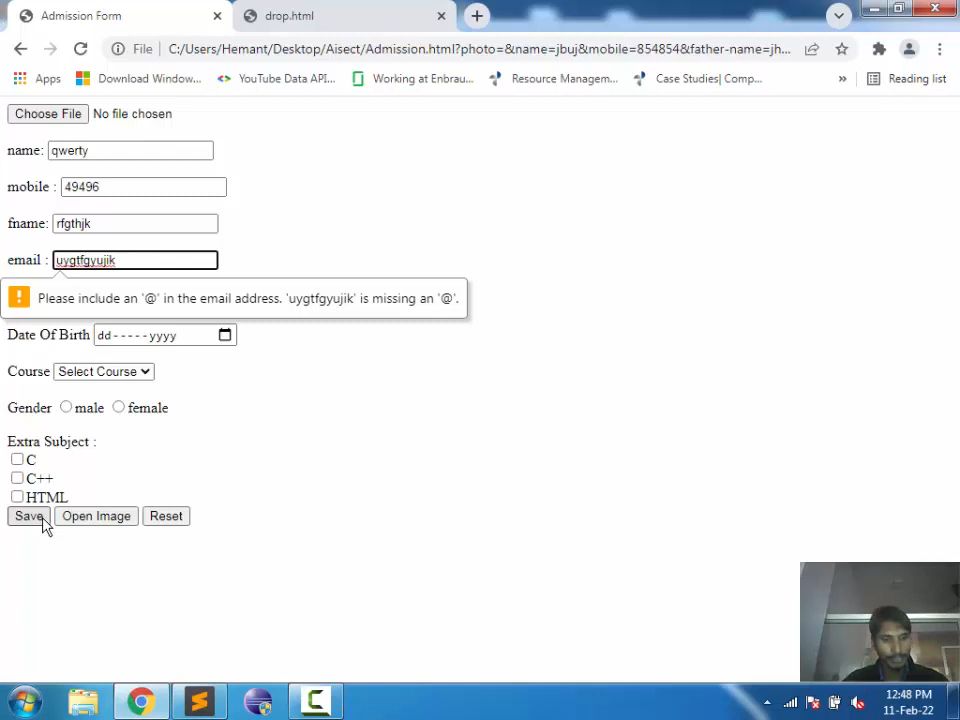 Admission Form
drop.html
File
C:/Users/Hemant/Desktop/Aisect/Admission.html?photo=&name=jbuj&mobile=854854&father-name=jh...
Apps
Download Window...
YouTube Data API...
Working at Enbrau...
Resource Managem...
Case Studies| Comp...
»
Reading list
Choose File No file chosen
name: qwerty
mobile : 49496
fname: rfgthjk
email : uygtfgyujik
Please include an '@' in the email address. 'uygtfgyujik' is missing an '@'.
Date Of Birth dd-----yyyy
Course Select Course
Gender male female
Extra Subject :
C
C++
HTML
Save Open Image Reset
12:48 PM
11-Feb-22